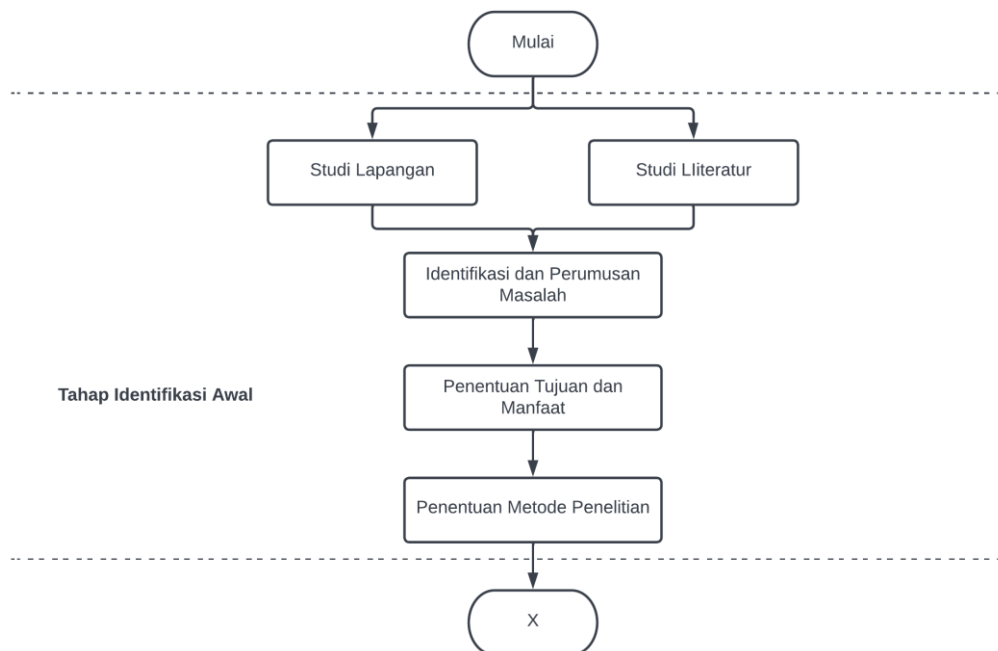 Mulai
Studi Lapangan
Studi LIiteratur
Identifikasi dan Perumusan
Masalah
Tahap Identifikasi Awal
Penentuan Tujuan dan
Manfaat
Penentuan Metode Penelitian
X